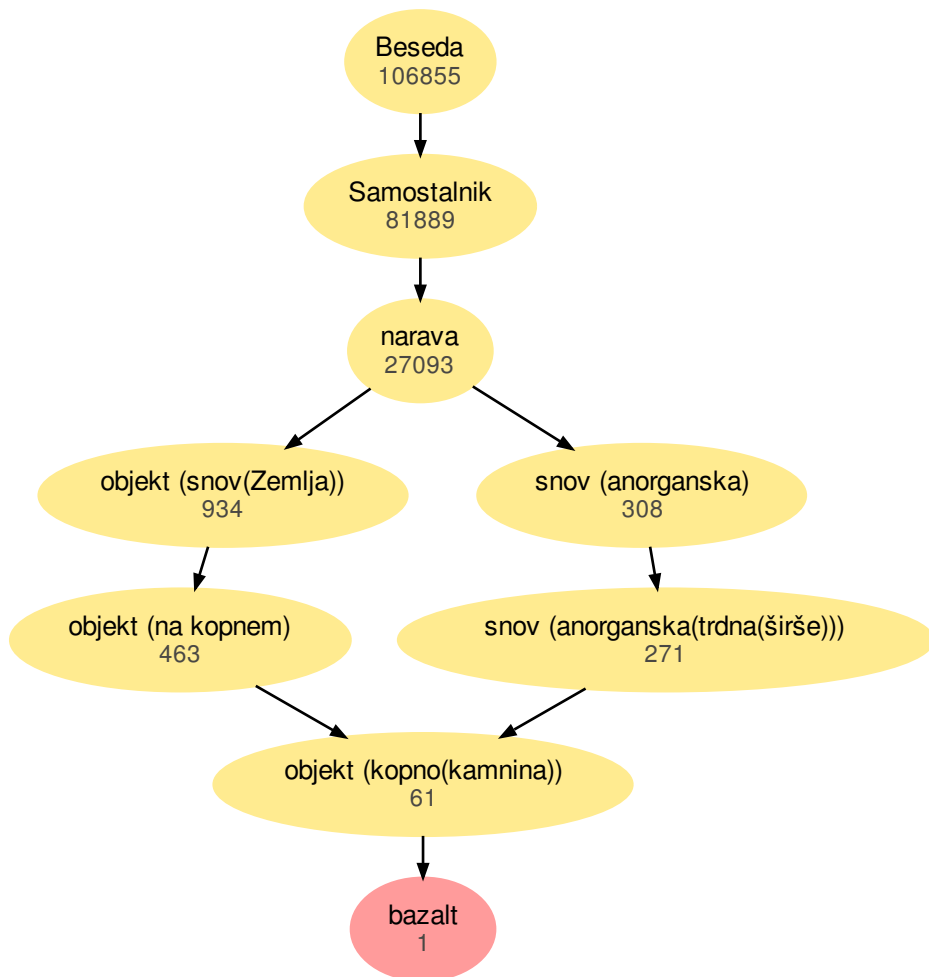 Beseda
106855
Samostalnik
81889
narava
27093
objekt (snov(Zemlja))
934
snov (anorganska)
308
objekt (na kopnem)
463
snov (anorganska(trdna(širše)))
271
objekt (kopno(kamnina))
61
bazalt
1